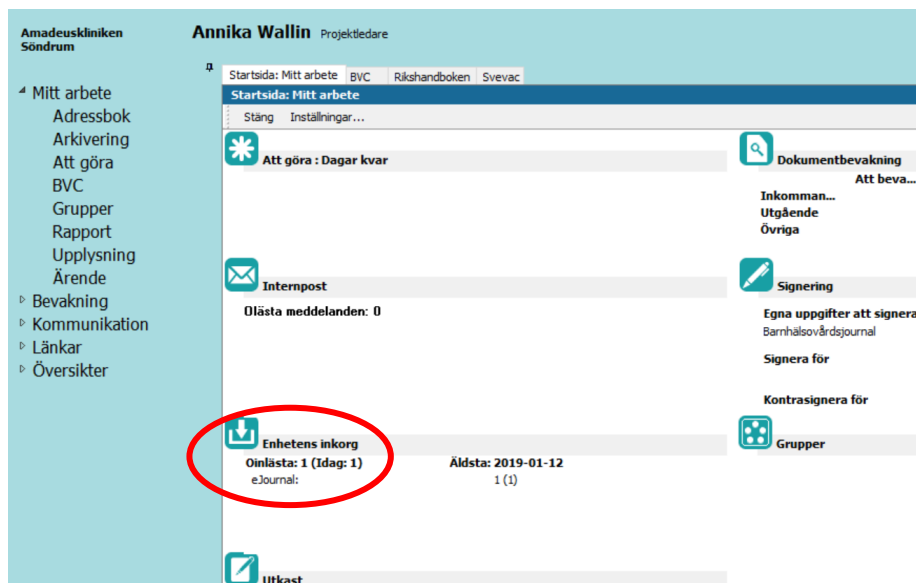 Amadeuskliniken
Söndrum
Annika Wallin Projektledare
Mitt arbete
Adressbok
Arkivering
Att göra
BVC
Grupper
Rapport
Upplysning
Ärende
Bevakning
Kommunikation
Länkar
Översikter
Startsida: Mitt arbete BVC Rikshandboken Svevac
Startsida: Mitt arbete
Stäng Inställningar...
Att göra : Dagar kvar
Internpost
Olästa meddelanden: 0
Enhetens inkorg
Oinlästa: 1 (Idag: 1) Äldsta: 2019-01-12
eJournal: 1 (1)
Utkast
Dokumentbevakning
Att beva...
Inkomman...
Utgående
Övriga
Signering
Egna uppgifter att signera
Barnhälsovårdsjournal
Signera för
Kontrasignera för
Grupper